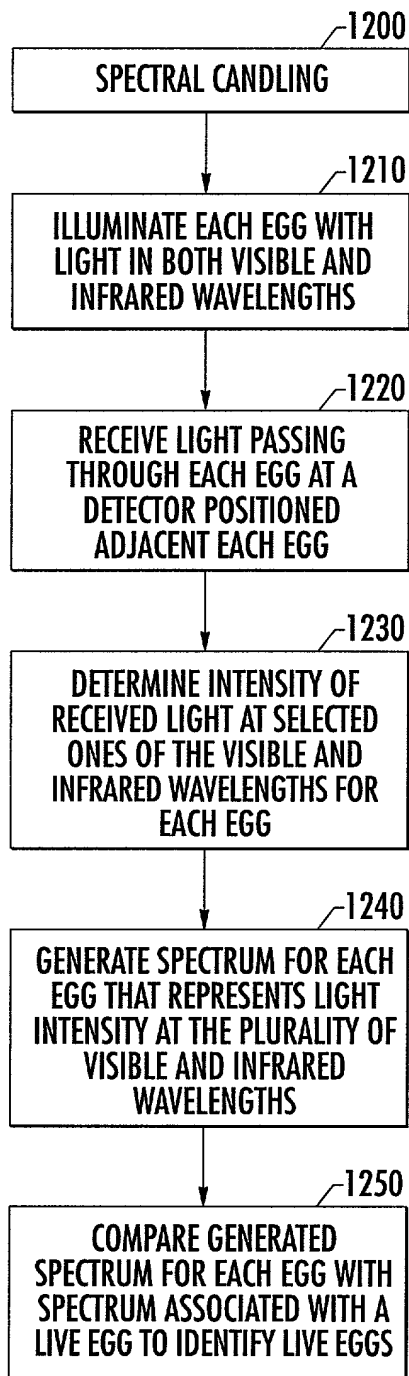 1200
SPECTRAL CANDLING
1210
ILLUMINATE EACH EGG WITH
LIGHT IN BOTH VISIBLE AND
INFRARED WAVELENGTHS
1220
RECEIVE LIGHT PASSING
THROUGH EACH EGG AT A
DETECTOR POSITIONED
ADJACENT EACH EGG
1230
DETERMINE INTENSITY OF
RECEIVED LIGHT AT SELECTED
ONES OF THE VISIBLE AND
INFRARED WAVELENGTHS FOR
EACH EGG
1240
GENERATE SPECTRUM FOR EACH
EGG THAT REPRESENTS LIGHT
INTENSITY AT THE PLURALITY OF
VISIBLE AND INFRARED
WAVELENGTHS
1250
COMPARE GENERATED
SPECTRUM FOR EACH EGG WITH
SPECTRUM ASSOCIATED WITH A
LIVE EGG TO IDENTIFY LIVE EGGS